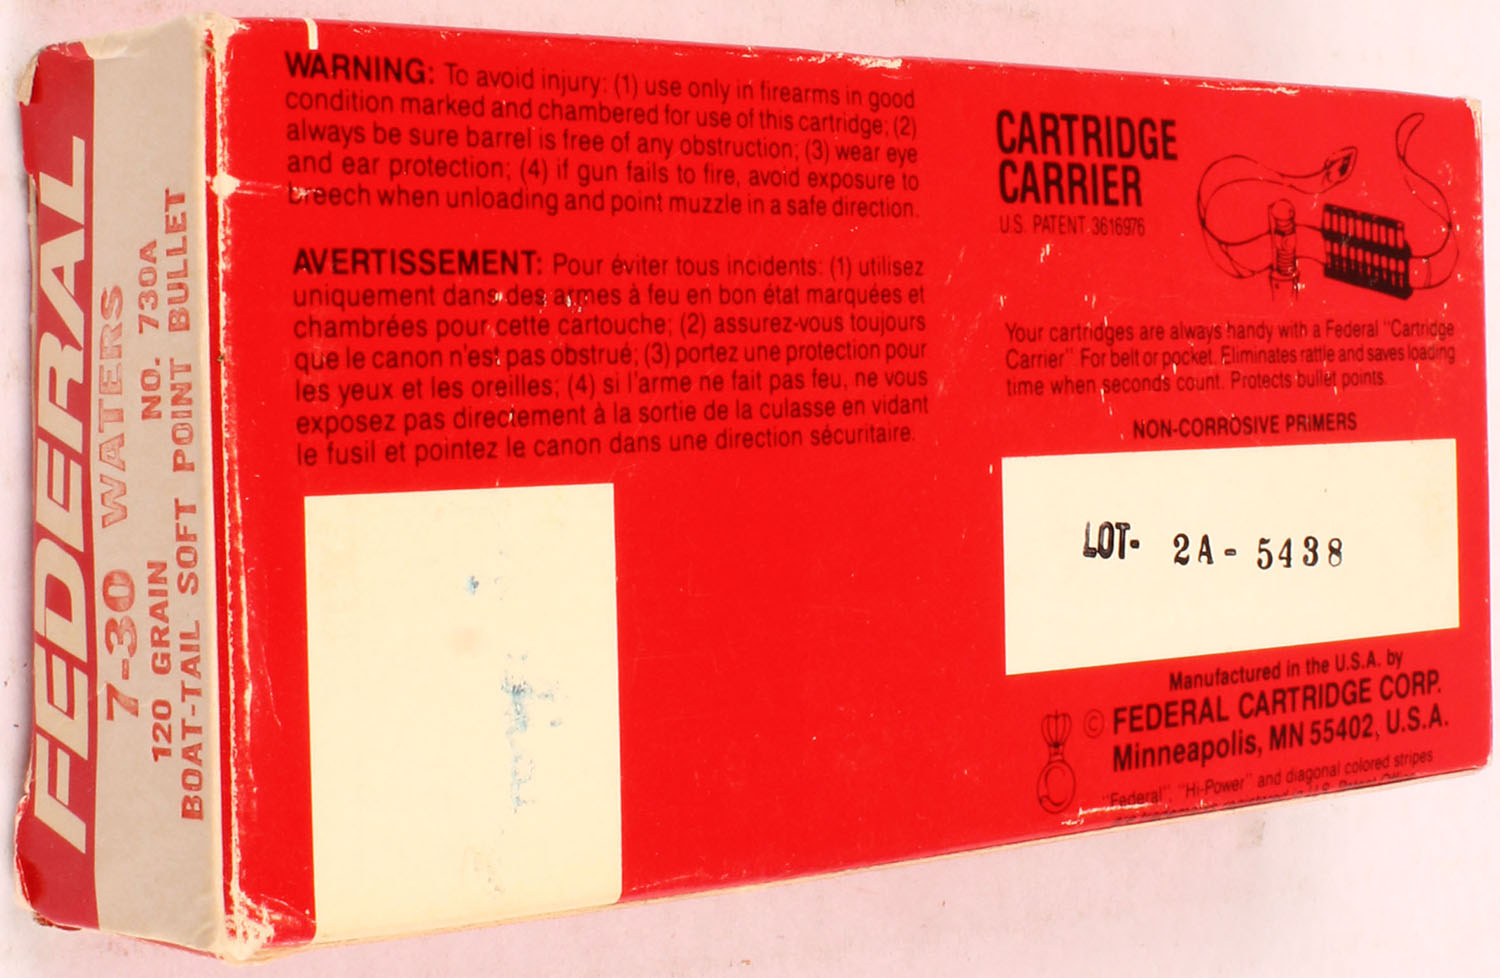 FEDERAL
7-30 WATERS
120 GRAIN NO. 730A
BOAT-TAIL SOFT POINT BULLET
WARNING: To avoid injury: (1) use only in firearms in good
condition marked and chambered for use of this cartridge; (2)
always be sure barrel is free of any obstruction; (3) wear eye
and ear protection; (4) if gun fails to fire, avoid exposure to
breech when unloading and point muzzle in a safe direction.
AVERTISSEMENT: Pour éviter tous incidents: (1) utilisez
uniquement dans des armes à feu en bon état marquées et
chambrées pour cette cartouche; (2) assurez-vous toujours
que le canon n'est pas obstrué; (3) portez une protection pour
les yeux et les oreilles; (4) si l'arme ne fait pas feu, ne vous
exposez pas directement à la sortie de la culasse en vidant
le fusil et pointez le canon dans une direction sécuritaire.
CARTRIDGE
CARRIER
U.S. PATENT 3616976
Your cartridges are always handy with a Federal "Cartridge
Carrier" For belt or pocket. Eliminates rattle and saves loading
time when seconds count. Protects bullet points.
NON-CORROSIVE PRIMERS
LOT- 2A-5438
Manufactured in the U.S.A. by
© FEDERAL CARTRIDGE CORP.
Minneapolis, MN 55402, U.S.A.
"Federal" "Hi-Power" and diagonal colored stripes